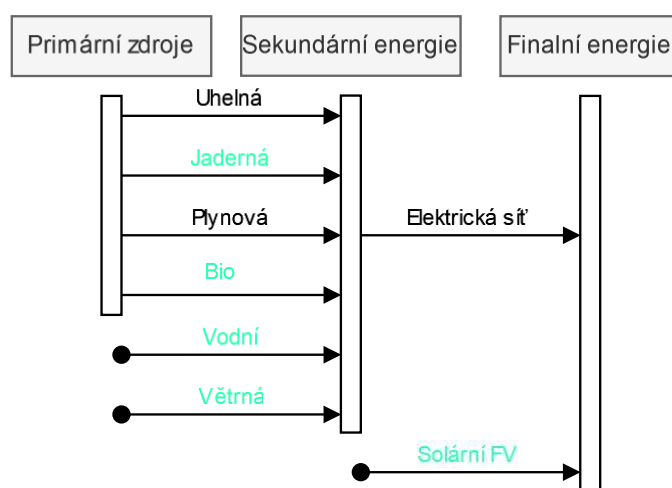 Primární zdroje
Sekundární energie
Finalní energie
Uhelná
Jaderná
Plynová
Elektrická síť
Bio
Vodní
Větrná
Solární FV